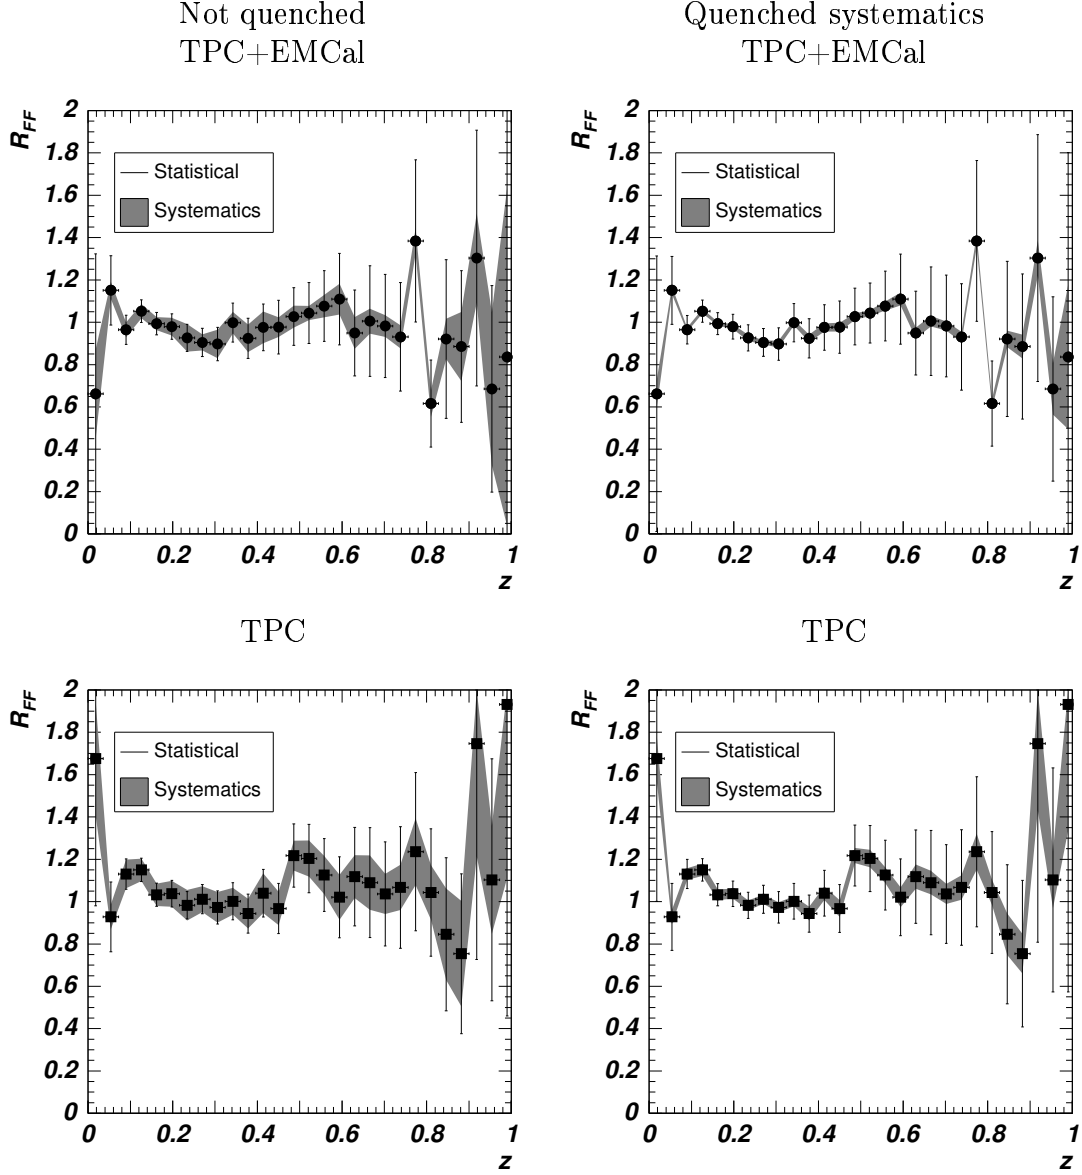 Not quenched
TPC+EMCal
Quenched systematics
TPC+EMCal
R_FF
2
1.8
1.6
1.4
1.2
1
0.8
0.6
0.4
0.2
0
Statistical
Systematics
0 0.2 0.4 0.6 0.8 1
z
R_FF
2
1.8
1.6
1.4
1.2
1
0.8
0.6
0.4
0.2
0
Statistical
Systematics
0 0.2 0.4 0.6 0.8 1
z
TPC
TPC
R_FF
2
1.8
1.6
1.4
1.2
1
0.8
0.6
0.4
0.2
0
Statistical
Systematics
0 0.2 0.4 0.6 0.8 1
z
R_FF
2
1.8
1.6
1.4
1.2
1
0.8
0.6
0.4
0.2
0
Statistical
Systematics
0 0.2 0.4 0.6 0.8 1
z